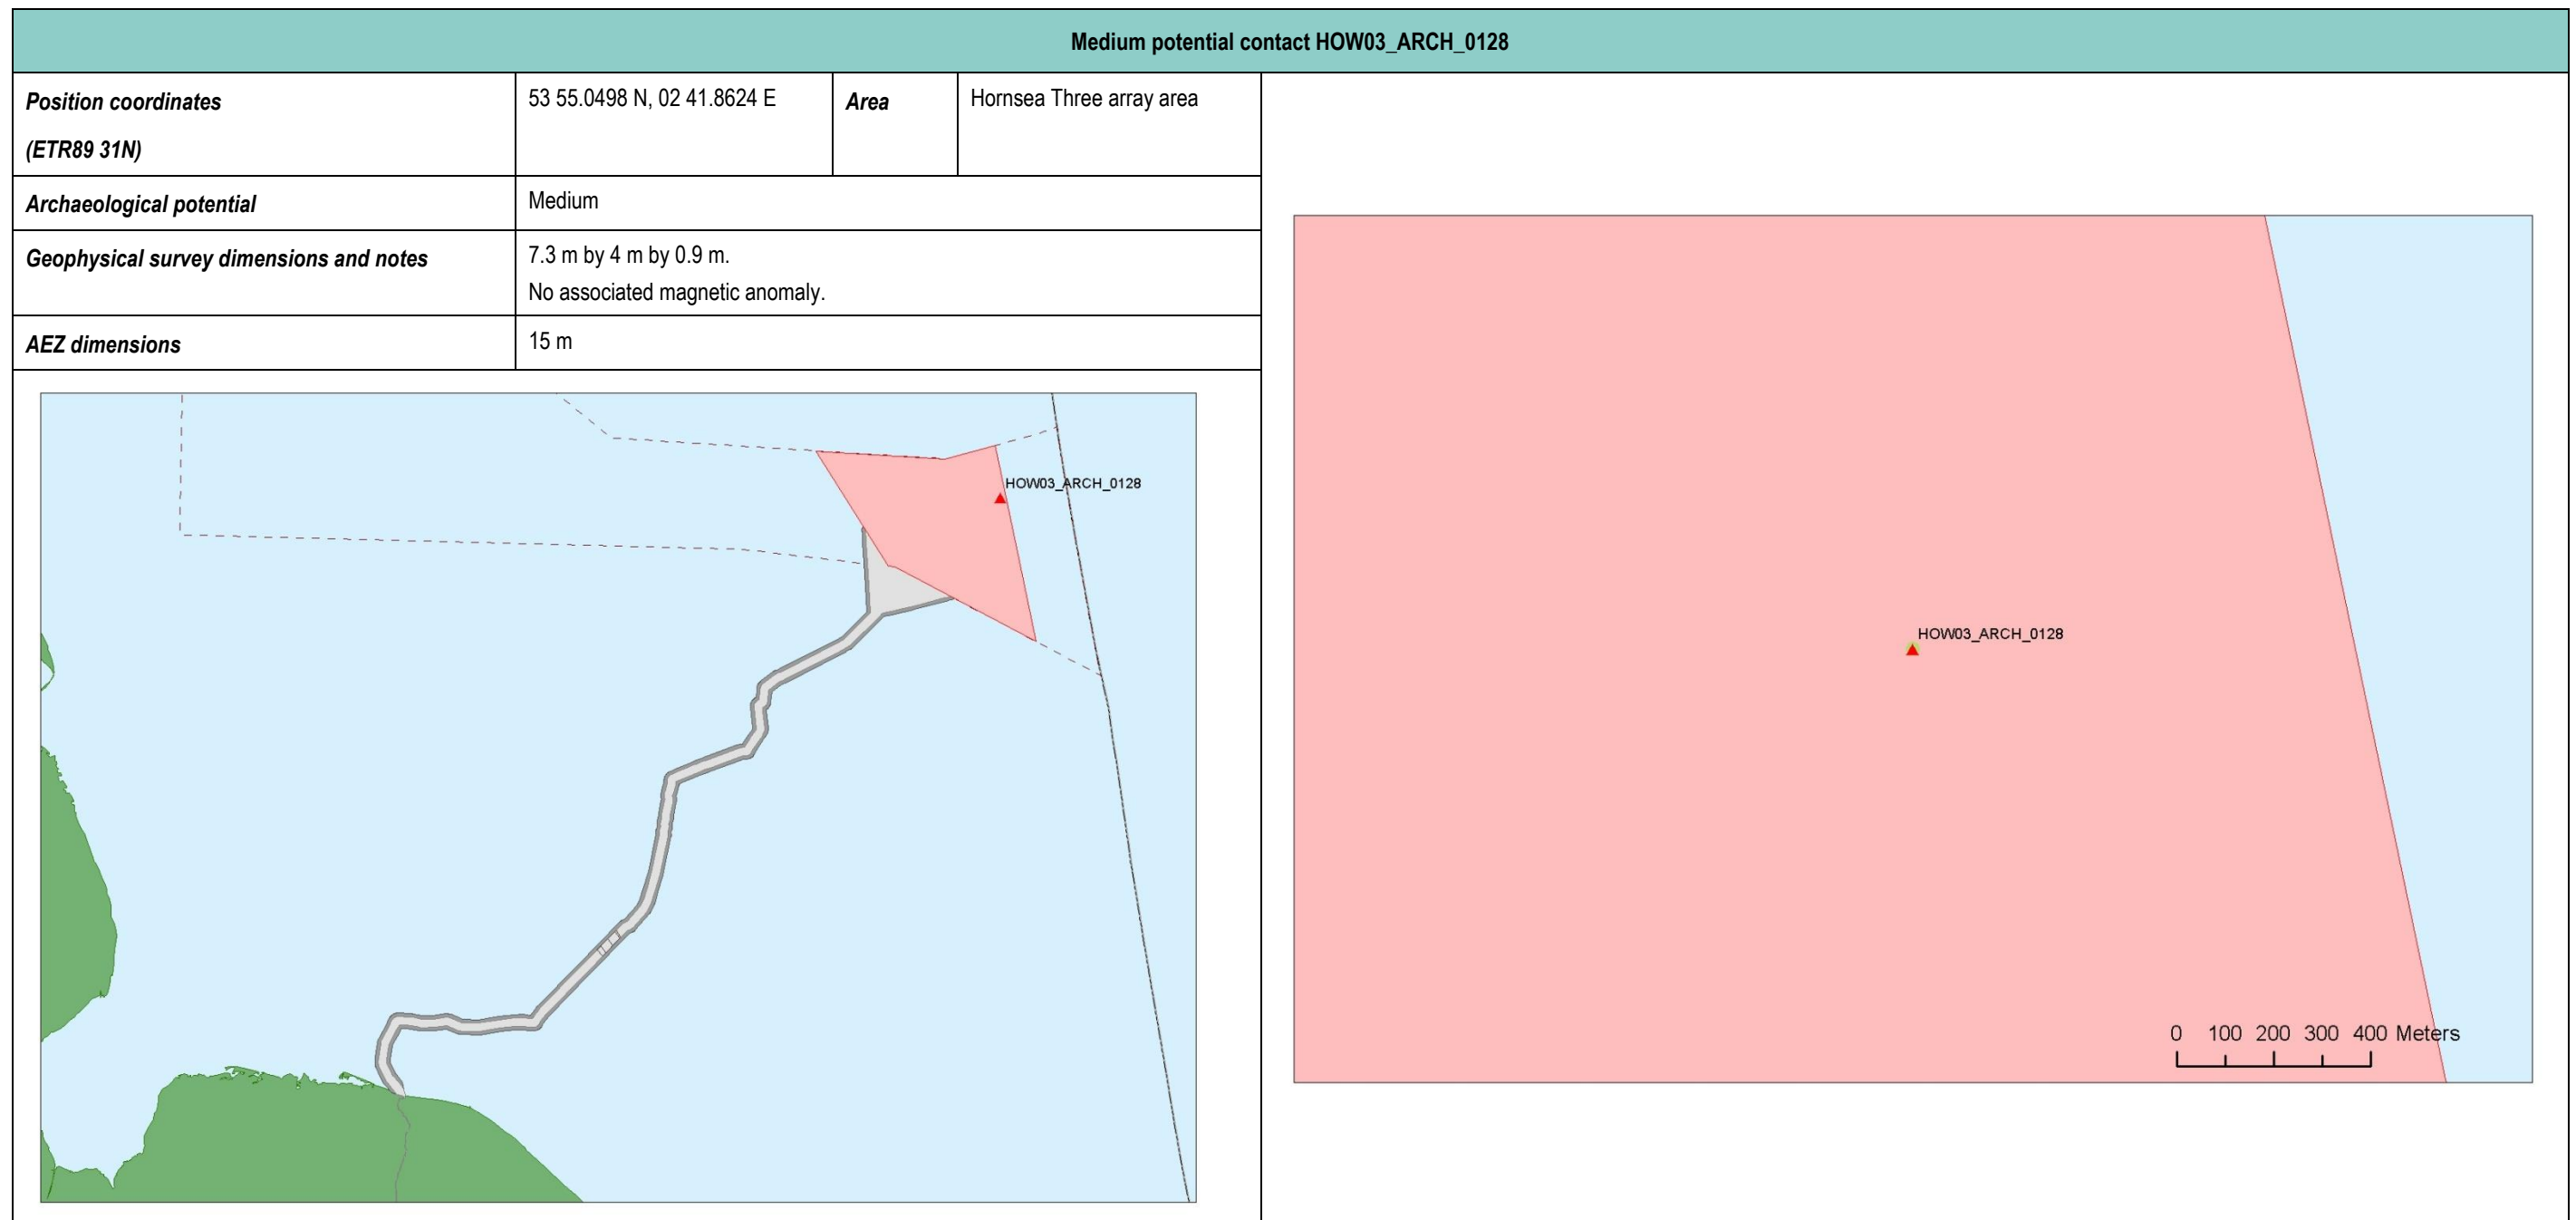 Medium potential contact HOW03_ARCH_0128
Position coordinates
(ETR89 31N)
53 55.0498 N, 02 41.8624 E
Area
Hornsea Three array area
Archaeological potential
Medium
Geophysical survey dimensions and notes
7.3 m by 4 m by 0.9 m.
No associated magnetic anomaly.
AEZ dimensions
15 m
HOW03_ARCH_0128
HOW03_ARCH_0128
0 100 200 300 400 Meters